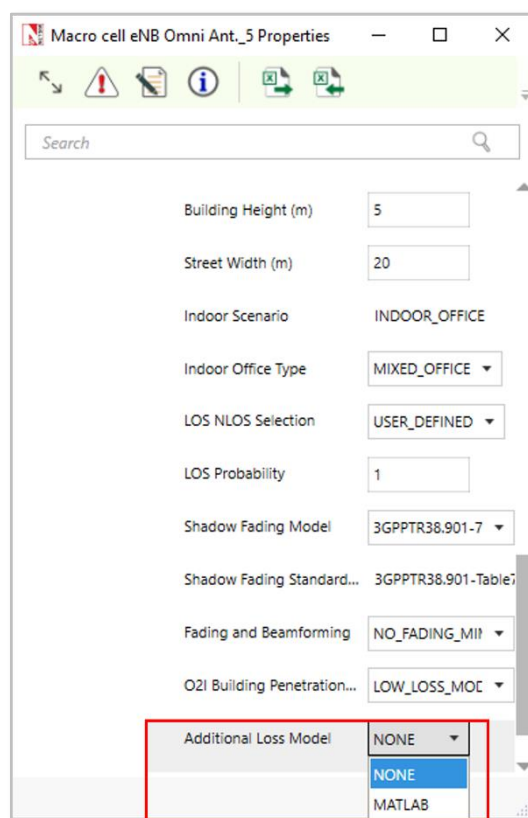 Macro cell eNB Omni Ant._5 Properties
Search
Building Height (m) 5
Street Width (m) 20
Indoor Scenario INDOOR_OFFICE
Indoor Office Type MIXED_OFFICE
LOS NLOS Selection USER_DEFINED
LOS Probability 1
Shadow Fading Model 3GPPTR38.901-7
Shadow Fading Standard... 3GPPTR38.901-Table7
Fading and Beamforming NO_FADING_MI
O2I Building Penetration... LOW_LOSS_MO
Additional Loss Model NONE
NONE
MATLAB